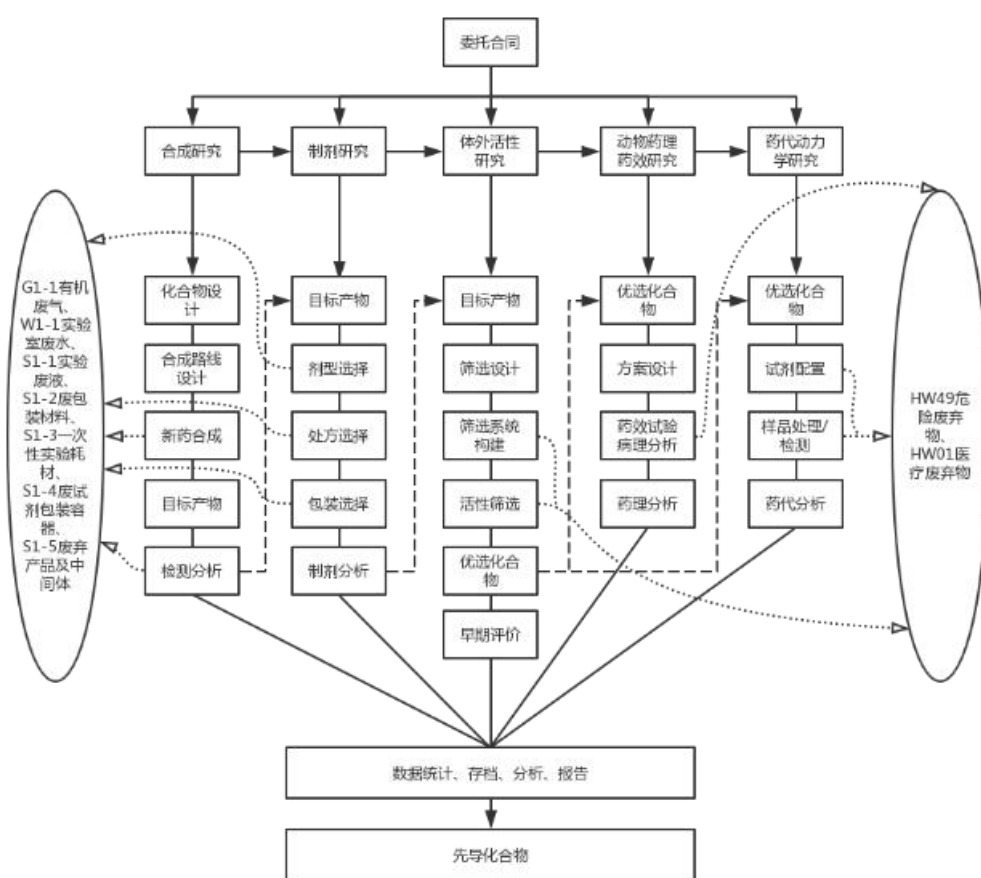 委托合同
合成研究
制剂研究
体外活性
研究
动物药理
药效研究
药代动力
学研究
G1-1有机
废气、
W1-1实验
室废水、
S1-1实验
废液、
S1-2废包
装材料、
S1-3一次
性实验耗
材、
S1-4废试
剂包装容
器、
S1-5废弃
产品及中
间体
化合物设
计
合成路线
设计
新药合成
目标产物
检测分析
目标产物
剂型选择
处方选择
包装选择
制剂分析
目标产物
筛选设计
筛选系统
构建
活性筛选
优选化合
物
早期评价
优选化合
物
方案设计
药效试验
病理分析
药理分析
优选化合
物
试剂配置
样品处理/
检测
药代分析
HW49危
险废弃
物、
HW01医
疗废弃物
数据统计、存档、分析、报告
先导化合物